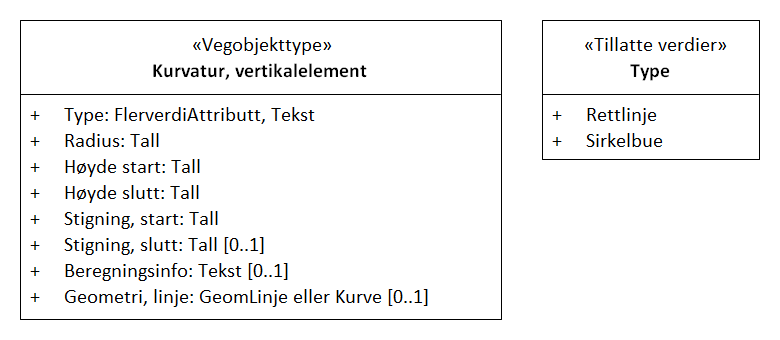 «Vegobjekttype»
Kurvatur, vertikalelement
+ Type: FlerverdiAttributt, Tekst
+ Radius: Tall
+ Høyde start: Tall
+ Høyde slutt: Tall
+ Stigning, start: Tall
+ Stigning, slutt: Tall [0..1]
+ Beregningsinfo: Tekst [0..1]
+ Geometri, linje: GeomLinje eller Kurve [0..1]
«Tillatte verdier»
Type
+ Rettlinje
+ Sirkelbue